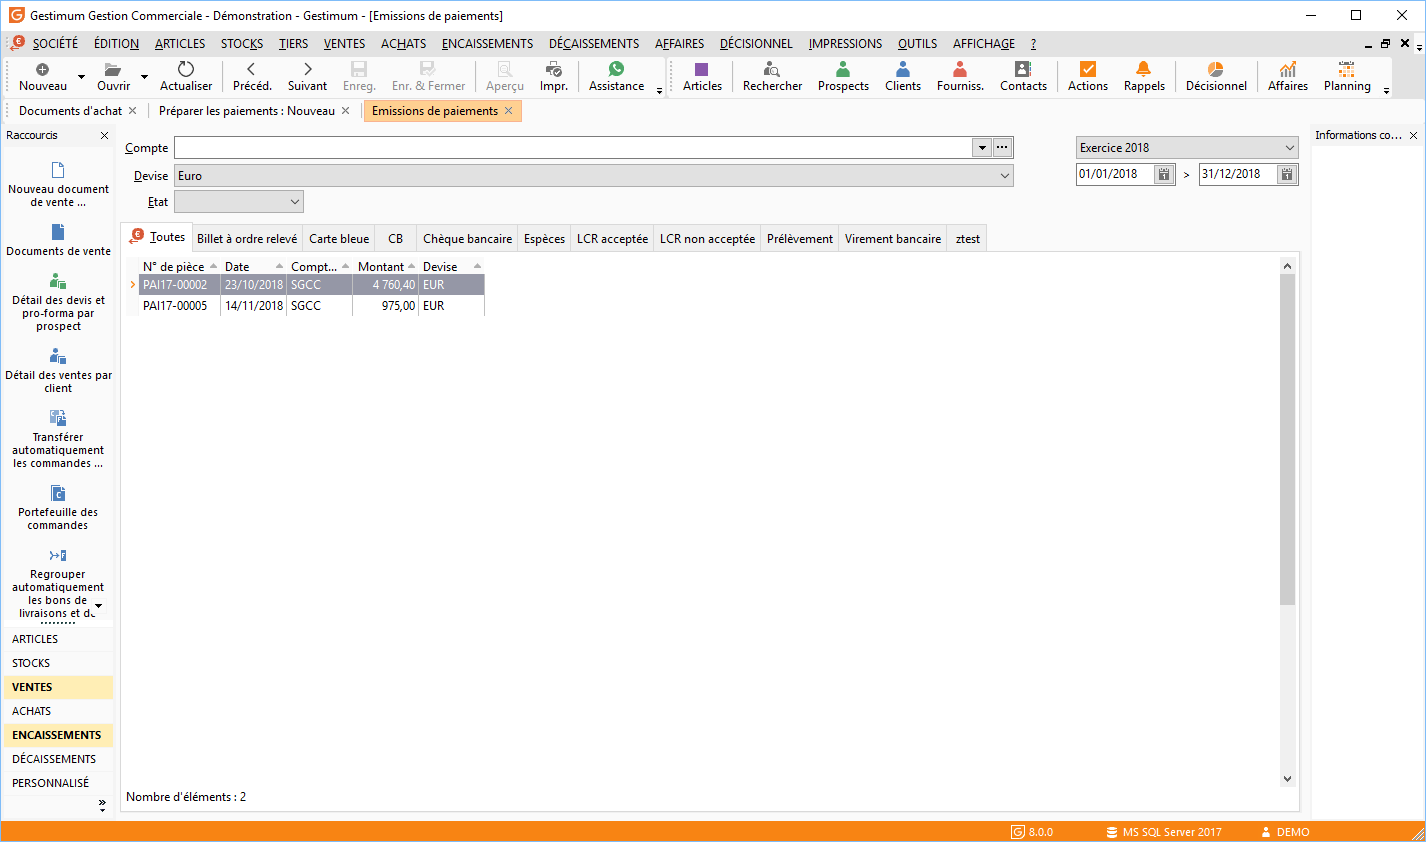 Gestimum Gestion Commerciale - Démonstration - Gestimum - [Emissions de paiements]
SOCIÉTÉ ÉDITION ARTICLES STOCKS TIERS VENTES ACHATS ENCAISSEMENTS DÉCAISSEMENTS AFFAIRES DÉCISIONNEL IMPRESSIONS OUTILS AFFICHAGE ?
Nouveau Ouvrir Actualiser Précéd. Suivant Enreg. Enr. & Fermer Aperçu Impr. Assistance Articles Rechercher Prospects Clients Fourniss. Contacts Actions Rappels Décisionnel Affaires Planning
Documents d'achat Préparer les paiements : Nouveau Emissions de paiements
Raccourcis
Nouveau document
de vente ...
Documents de vente
Détail des devis et
pro-forma par
prospect
Détail des ventes par
client
Transférer
automatiquement
les commandes ...
Portefeuille des
commandes
Regrouper
automatiquement
les bons de
livraisons et d
ARTICLES
STOCKS
VENTES
ACHATS
ENCAISSEMENTS
DÉCAISSEMENTS
PERSONNALISÉ
Compte
Exercice 2018
Devise Euro
01/01/2018 > 31/12/2018
Etat
Toutes Billet à ordre relevé Carte bleue CB Chèque bancaire Espèces LCR acceptée LCR non acceptée Prélèvement Virement bancaire ztest
N° de pièce Date Compt... Montant Devise
PAI17-00002 23/10/2018 SGCC 4 760,40 EUR
PAI17-00005 14/11/2018 SGCC 975,00 EUR
Nombre d'éléments : 2
Informations co...
8.0.0 MS SQL Server 2017 DEMO